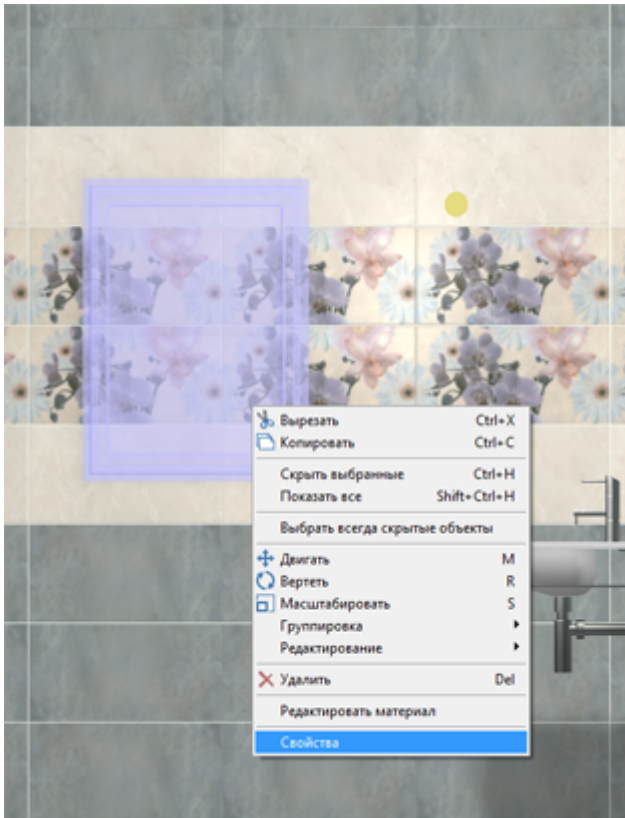 Вырезать Ctrl+X
Копировать Ctrl+C
Скрыть выбранные Ctrl+H
Показать все Shift+Ctrl+H
Выбрать всегда скрытые объекты
Двигать M
Вертеть R
Масштабировать S
Группировка
Редактирование
Удалить Del
Редактировать материал
Свойства